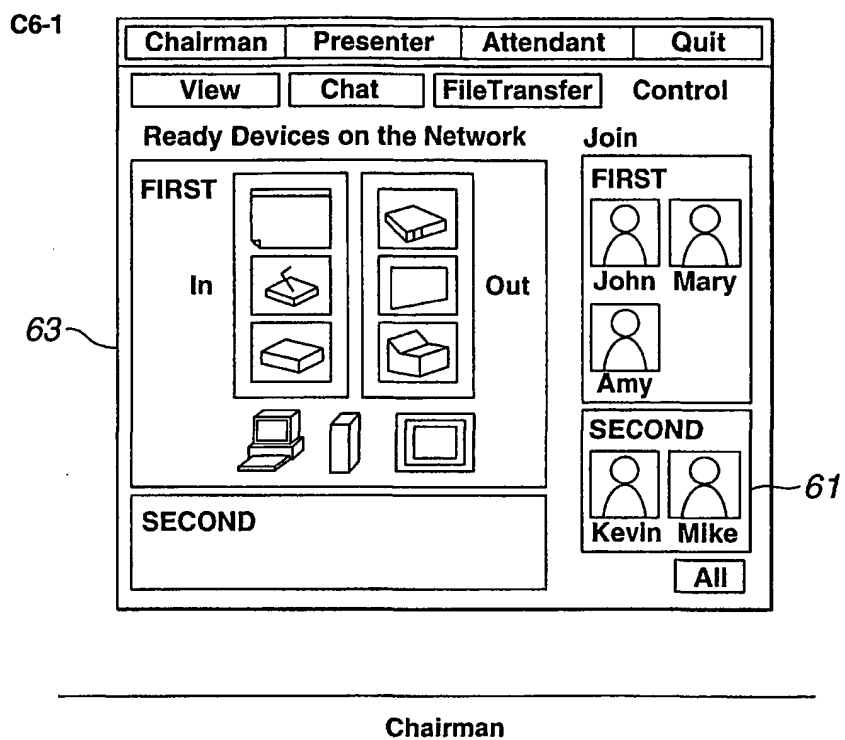 C6-1
Chairman Presenter Attendant Quit
View Chat FileTransfer Control
Ready Devices on the Network
Join
FIRST
In
Out
FIRST
John Mary
Amy
63
SECOND
Kevin Mike
61
SECOND
All
Chairman